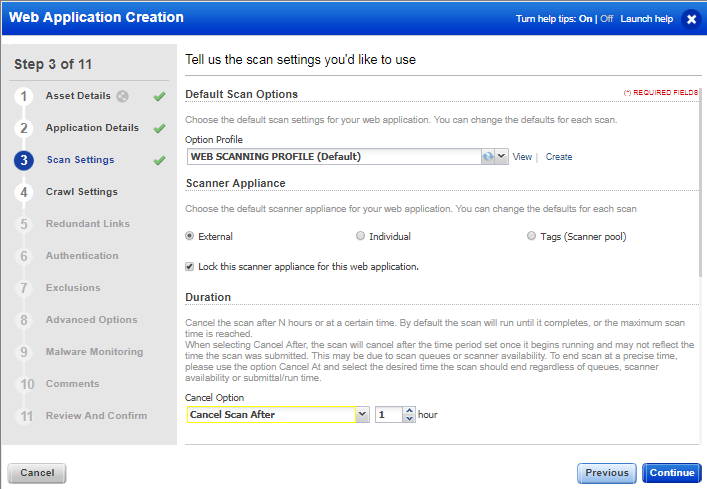 Web Application Creation
Turn help tips: On | Off Launch help
Step 3 of 11
1 Asset Details
2 Application Details
3 Scan Settings
4 Crawl Settings
5 Redundant Links
6 Authentication
7 Exclusions
8 Advanced Options
9 Malware Monitoring
10 Comments
11 Review And Confirm
Tell us the scan settings you'd like to use
Default Scan Options
(*) REQUIRED FIELDS
Choose the default scan settings for your web application. You can change the defaults for each scan.
Option Profile
WEB SCANNING PROFILE (Default) View | Create
Scanner Appliance
Choose the default scanner appliance for your web application. You can change the defaults for each scan
External Individual Tags (Scanner pool)
Lock this scanner appliance for this web application.
Duration
Cancel the scan after N hours or at a certain time. By default the scan will run until it completes, or the maximum scan
time is reached.
When selecting Cancel After, the scan will cancel after the time period set once it begins running and may not reflect the
time the scan was submitted. This may be due to scan queues or scanner availability. To end scan at a precise time,
please use the option Cancel At and select the desired time the scan should end regardless of queues, scanner
availability or submittal/run time.
Cancel Option
Cancel Scan After 1 hour
Cancel
Previous
Continue